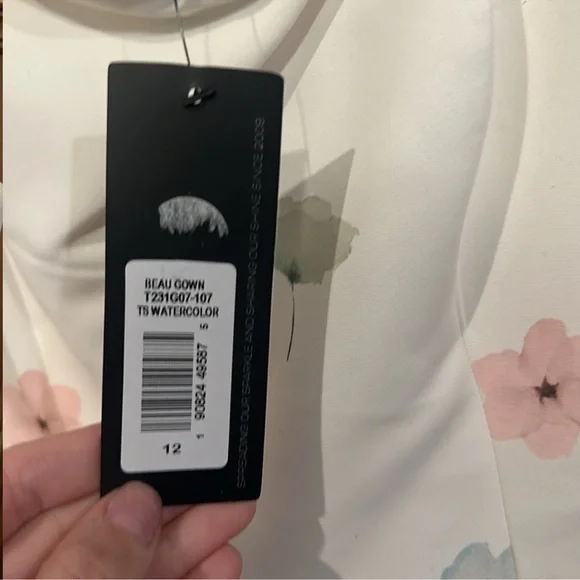 BEAU GOWN
T231G07-107
TS WATERCOLOR
1 90824 49587 5
12
SPREADING OUR SPARKLE AND SHARING OUR SHINE SINCE 2009